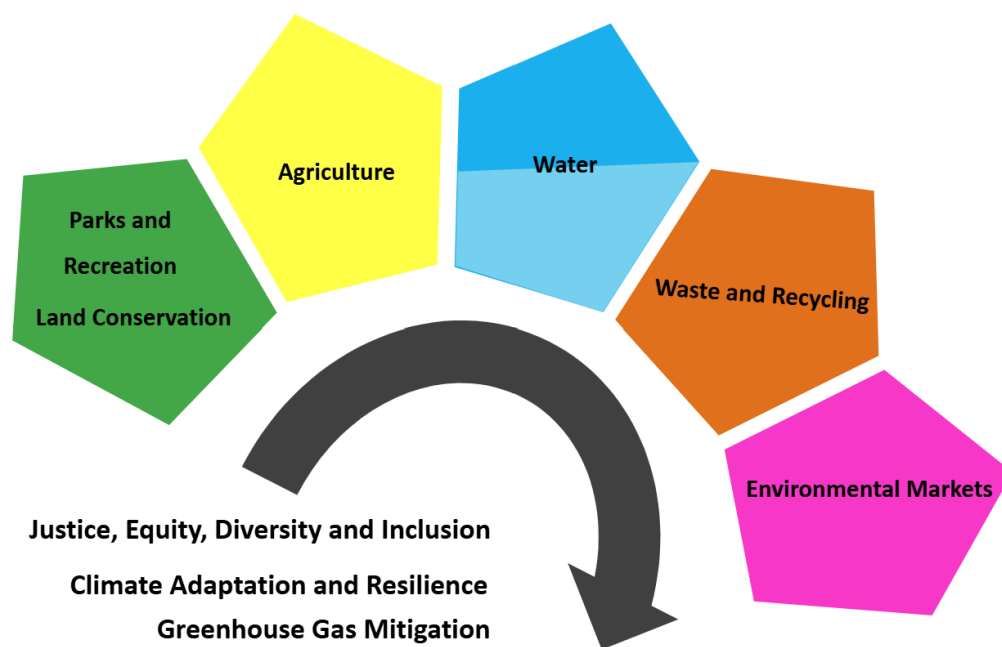 Parks and
Recreation
Land Conservation
Agriculture
Water
Waste and Recycling
Environmental Markets
Justice, Equity, Diversity and Inclusion
Climate Adaptation and Resilience
Greenhouse Gas Mitigation